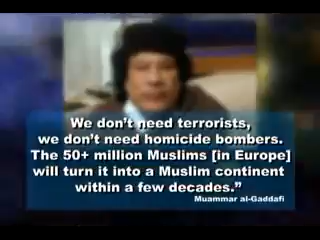 We don't need terrorists,
we don't need homicide bombers.
The 50+ million Muslims [in Europe]
will turn it into a Muslim continent
within a few decades.”
Muammar al-Gaddafi